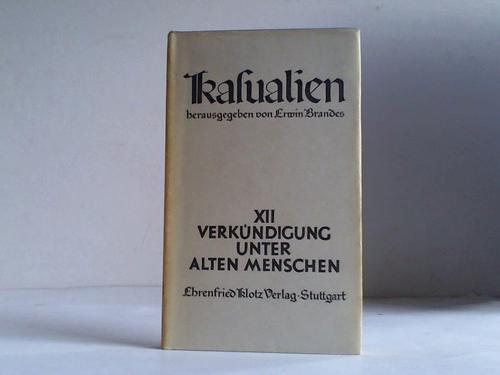 Kasualien
herausgegeben von Erwin Brandes
XII
VERKÜNDIGUNG
UNTER
ALTEN MENSCHEN
Ehrenfried Klotz Verlag · Stuttgart